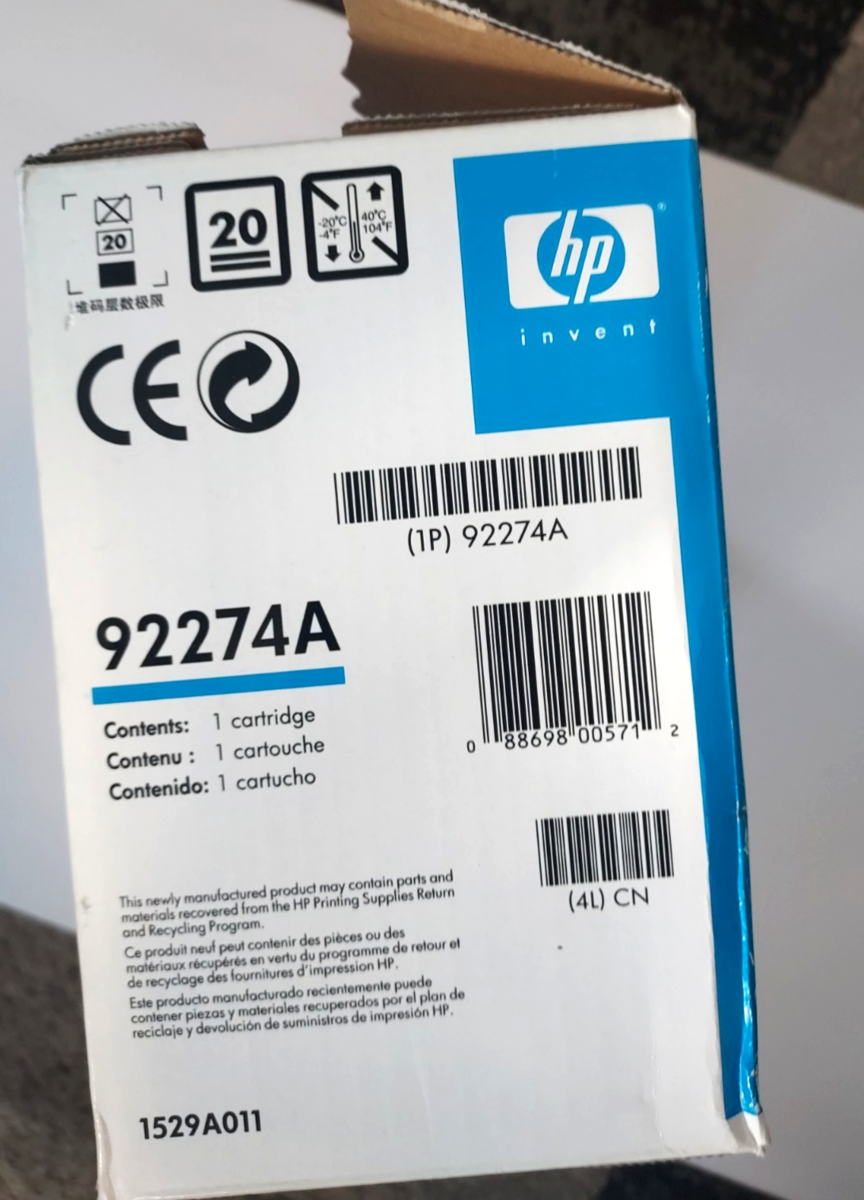 20
20
-20°C
-4°F
40°C
104°F
堆码层数极限
hp
®
invent
CE
(1P) 92274A
92274A
Contents: 1 cartridge
Contenu : 1 cartouche
Contenido: 1 cartucho
0 88698 00571 2
(4L) CN
This newly manufactured product may contain parts and
materials recovered from the HP Printing Supplies Return
and Recycling Program.
Ce produit neuf peut contenir des pièces ou des
matériaux récupérés en vertu du programme de retour et
de recyclage des fournitures d'impression HP.
Este producto manufacturado recientemente puede
contener piezas y materiales recuperados por el plan de
reciclaje y devolución de suministros de impresión HP.
1529A011